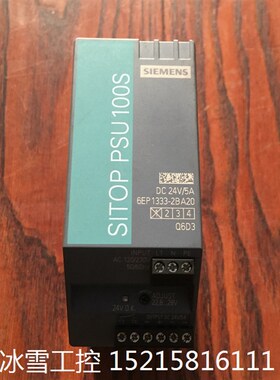 SIEMENS
SITOP PSU100S
DC 24V/5A
6EP1333-2BA20
X 2 3 4
Q6D3
冰雪工控 15215816111